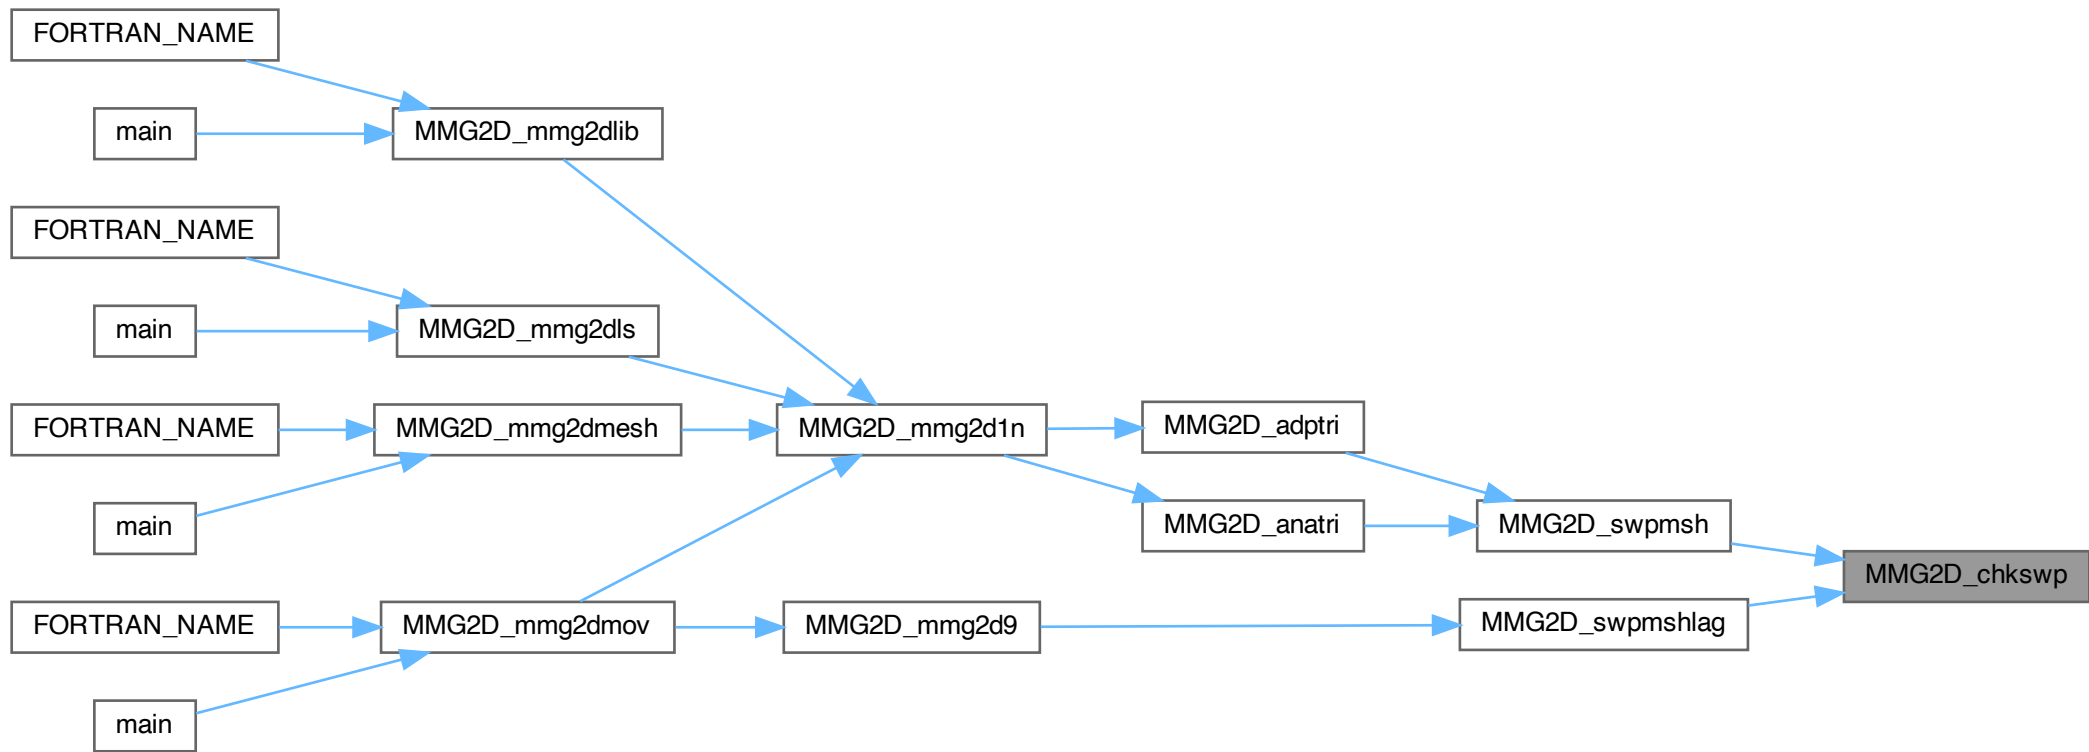 FORTRAN_NAME
main
MMG2D_mmg2dlib
FORTRAN_NAME
main
MMG2D_mmg2dls
FORTRAN_NAME
MMG2D_mmg2dmesh
MMG2D_mmg2d1n
MMG2D_adptri
main
MMG2D_anatri
MMG2D_swpmsh
MMG2D_chkswp
FORTRAN_NAME
MMG2D_mmg2dmov
MMG2D_mmg2d9
MMG2D_swpmshlag
main